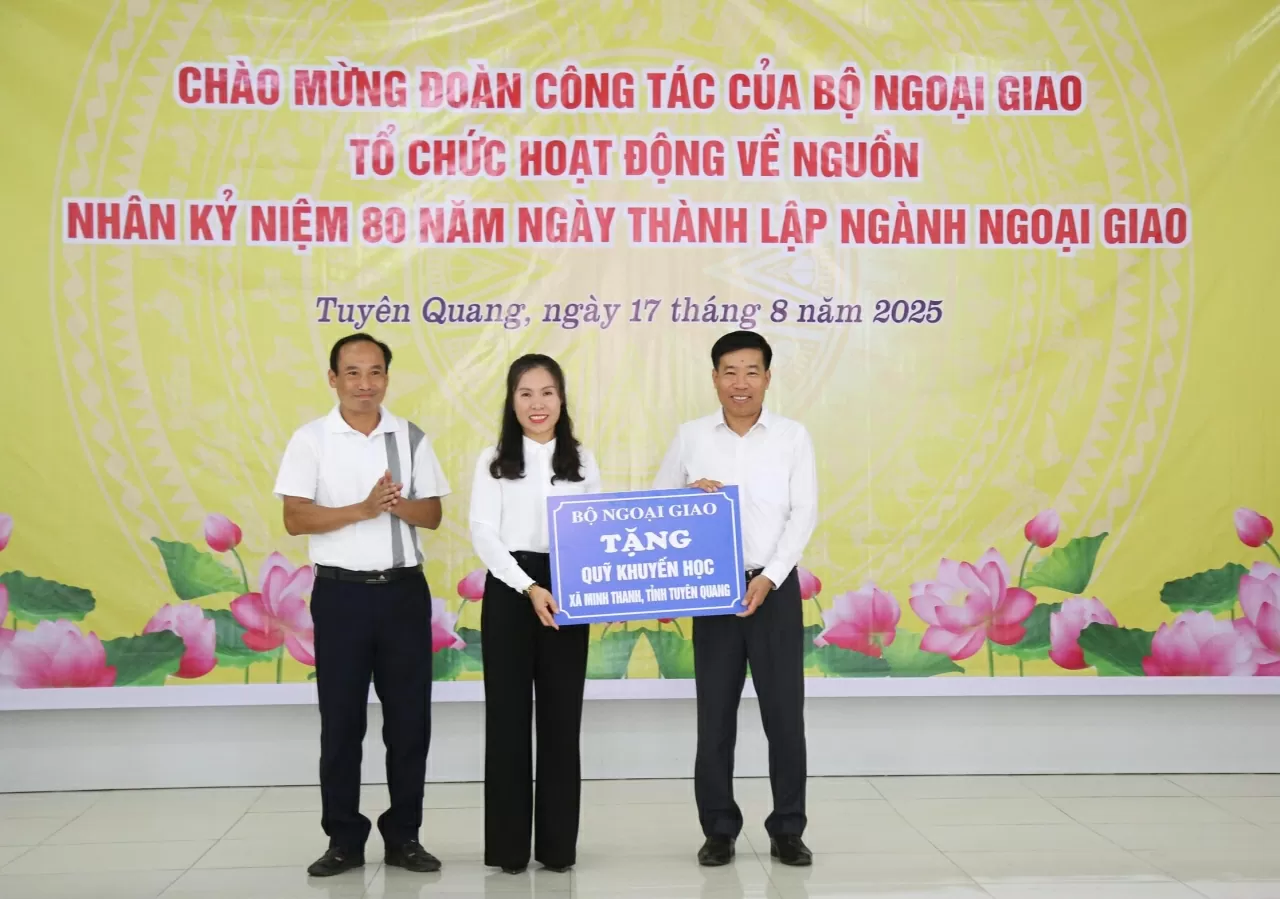 CHÀO MỪNG ĐOÀN CÔNG TÁC CỦA BỘ NGOẠI GIAO
TỔ CHỨC HOẠT ĐỘNG VỀ NGUỒN
NHÂN KỶ NIỆM 80 NĂM NGÀY THÀNH LẬP NGÀNH NGOẠI GIAO
Tuyên Quang, ngày 17 tháng 8 năm 2025
BỘ NGOẠI GIAO
TẶNG
QUỸ KHUYẾN HỌC
XÃ MINH THANH, TỈNH TUYÊN QUANG